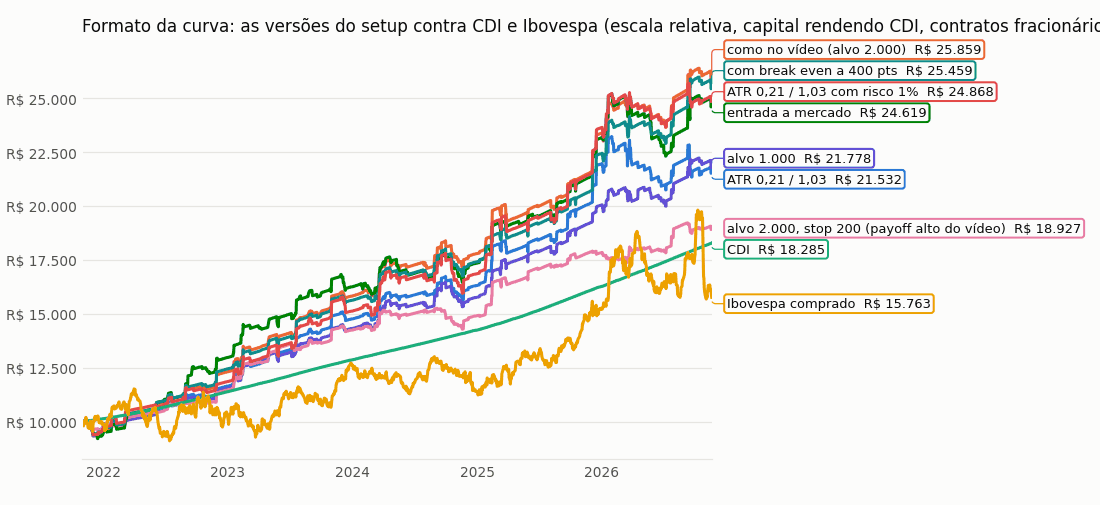 Formato da curva: as versões do setup contra CDI e Ibovespa (escala relativa, capital rendendo CDI, contratos fracionário
como no vídeo (alvo 2.000)  R$ 25.859
com break even a 400 pts  R$ 25.459
ATR 0,21 / 1,03 com risco 1%  R$ 24.868
entrada a mercado  R$ 24.619
alvo 1.000  R$ 21.778
ATR 0,21 / 1,03  R$ 21.532
alvo 2.000, stop 200 (payoff alto do vídeo)  R$ 18.927
CDI  R$ 18.285
Ibovespa comprado  R$ 15.763
R$ 25.000
R$ 22.500
R$ 20.000
R$ 17.500
R$ 15.000
R$ 12.500
R$ 10.000
2022 2023 2024 2025 2026